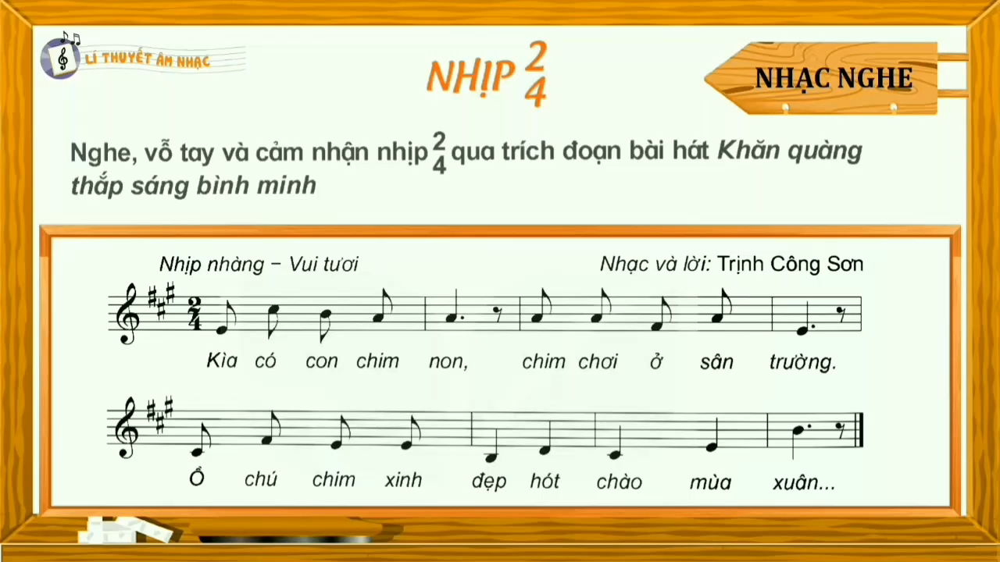 LÍ THUYẾT ÂM NHẠC
NHỊP 2/4
NHẠC NGHE
Nghe, vỗ tay và cảm nhận nhịp 2/4 qua trích đoạn bài hát Khăn quàng
thắp sáng bình minh
Nhịp nhàng – Vui tươi
Nhạc và lời: Trịnh Công Sơn
2/4
Kìa có con chim non, chim chơi ở sân trường.
Ồ chú chim xinh đẹp hót chào mùa xuân...